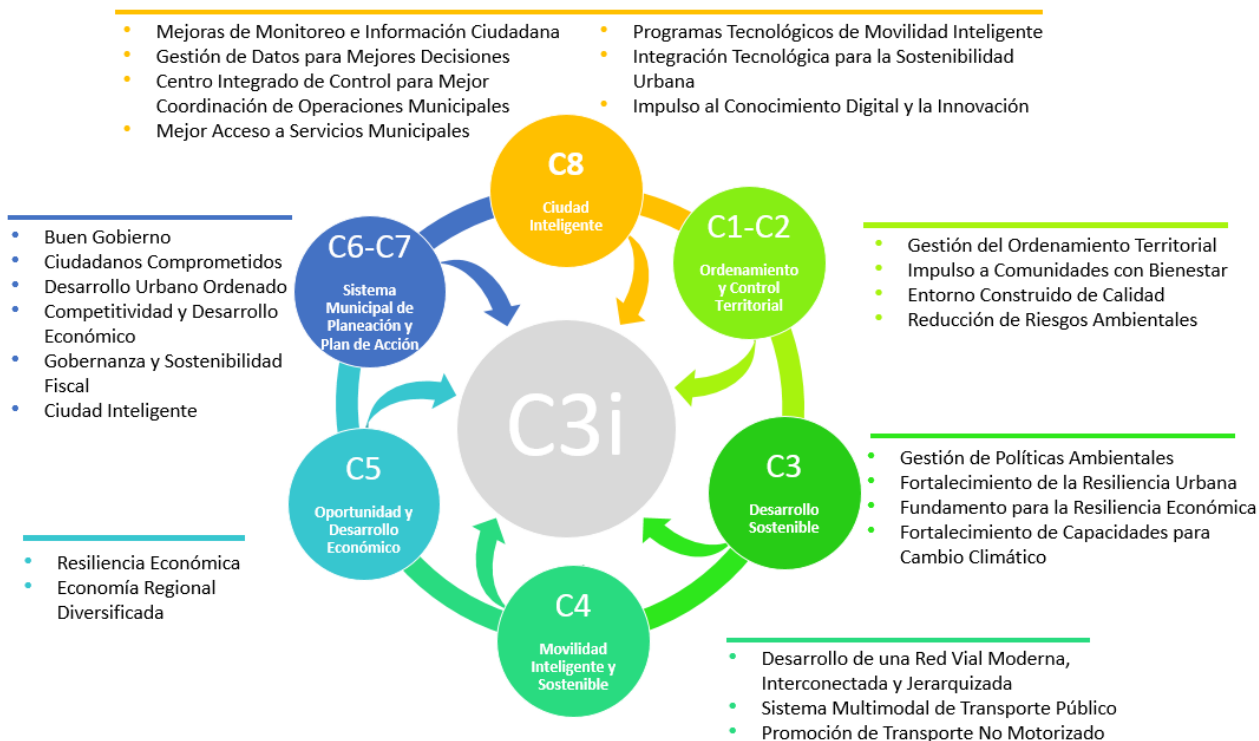 • Mejoras de Monitoreo e Información Ciudadana
• Gestión de Datos para Mejores Decisiones
• Centro Integrado de Control para Mejor
Coordinación de Operaciones Municipales
• Mejor Acceso a Servicios Municipales
• Programas Tecnológicos de Movilidad Inteligente
• Integración Tecnológica para la Sostenibilidad
Urbana
• Impulso al Conocimiento Digital y la Innovación
C8
Ciudad
Inteligente
C1-C2
Ordenamiento
y Control
Territorial
• Gestión del Ordenamiento Territorial
• Impulso a Comunidades con Bienestar
• Entorno Construido de Calidad
• Reducción de Riesgos Ambientales
C6-C7
Sistema
Municipal de
Planeación y
Plan de Acción
• Buen Gobierno
• Ciudadanos Comprometidos
• Desarrollo Urbano Ordenado
• Competitividad y Desarrollo
Económico
• Gobernanza y Sostenibilidad
Fiscal
• Ciudad Inteligente
C3i
C3
Desarrollo
Sostenible
• Gestión de Políticas Ambientales
• Fortalecimiento de la Resiliencia Urbana
• Fundamento para la Resiliencia Económica
• Fortalecimiento de Capacidades para
Cambio Climático
C5
Oportunidad y
Desarrollo
Económico
• Resiliencia Económica
• Economía Regional
Diversificada
C4
Movilidad
Inteligente y
Sostenible
• Desarrollo de una Red Vial Moderna,
Interconectada y Jerarquizada
• Sistema Multimodal de Transporte Público
• Promoción de Transporte No Motorizado